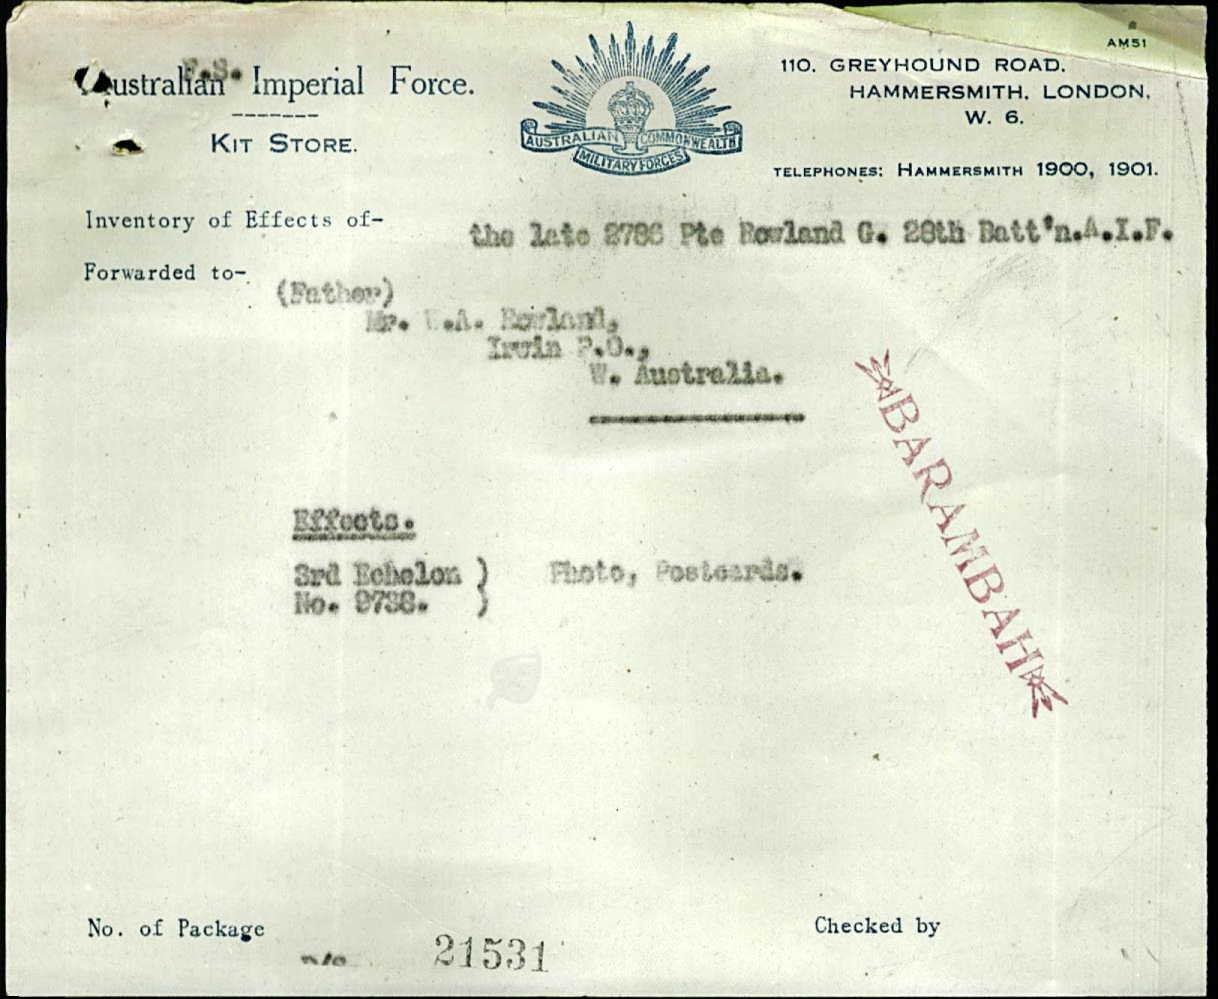 AM51
F.S.
Australian Imperial Force.
KIT STORE.
AUSTRALIAN COMMONWEALTH
MILITARY FORCES
110. GREYHOUND ROAD.
HAMMERSMITH, LONDON,
W. 6.
TELEPHONES: HAMMERSMITH 1900, 1901.
Inventory of Effects of- the late 2786 Pte Rowland G. 28th Batt'n.A.I.F.
Forwarded to-
(Father)
Mr. W.A. Rowland,
Irwin P.O.,
W. Australia.
BARAMBAH
Effects.
3rd Echelon ) Photo, Postcards.
No. 9738. )
No. of Package 21531
Checked by